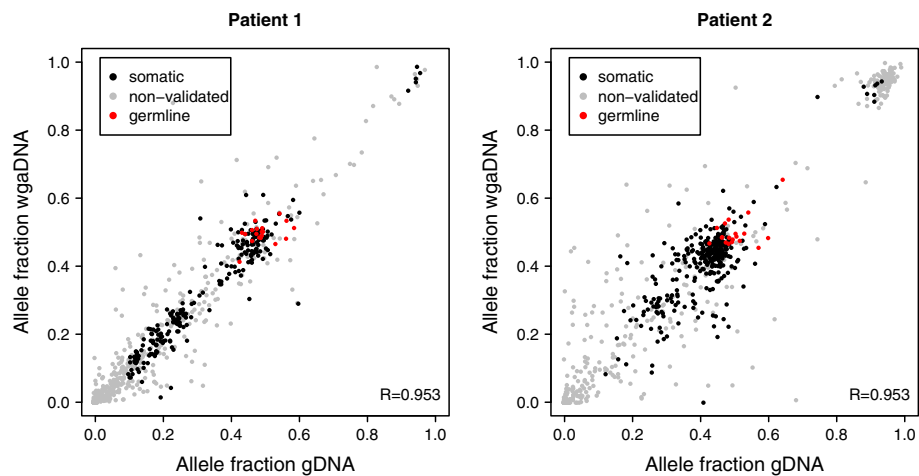 Patient 1
Allele fraction wgaDNA
1.0
0.8
0.6
0.4
0.2
0.0
somatic
non−validated
germline
R=0.953
0.0 0.2 0.4 0.6 0.8 1.0
Allele fraction gDNA
Patient 2
Allele fraction wgaDNA
1.0
0.8
0.6
0.4
0.2
0.0
somatic
non−validated
germline
R=0.953
0.0 0.2 0.4 0.6 0.8 1.0
Allele fraction gDNA